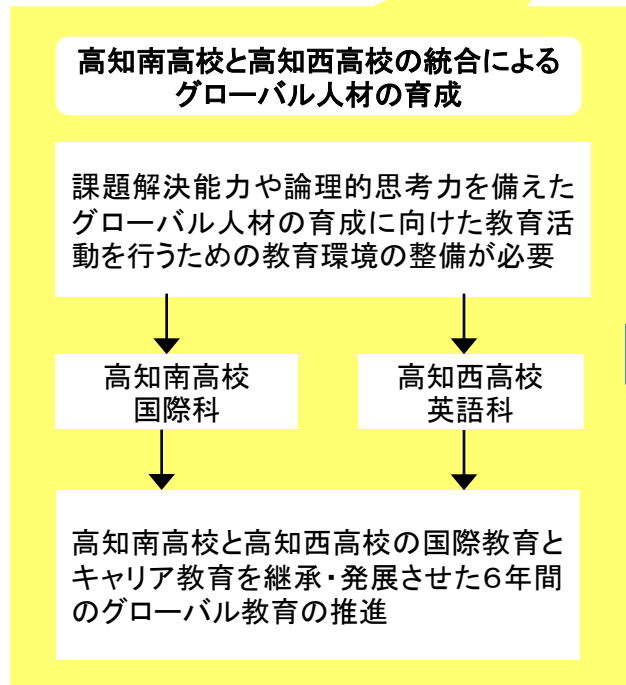 高知南高校と高知西高校の統合による
グローバル人材の育成
課題解決能力や論理的思考力を備えた
グローバル人材の育成に向けた教育活
動を行うための教育環境の整備が必要
高知南高校
国際科
高知西高校
英語科
高知南高校と高知西高校の国際教育と
キャリア教育を継承・発展させた６年間
のグローバル教育の推進